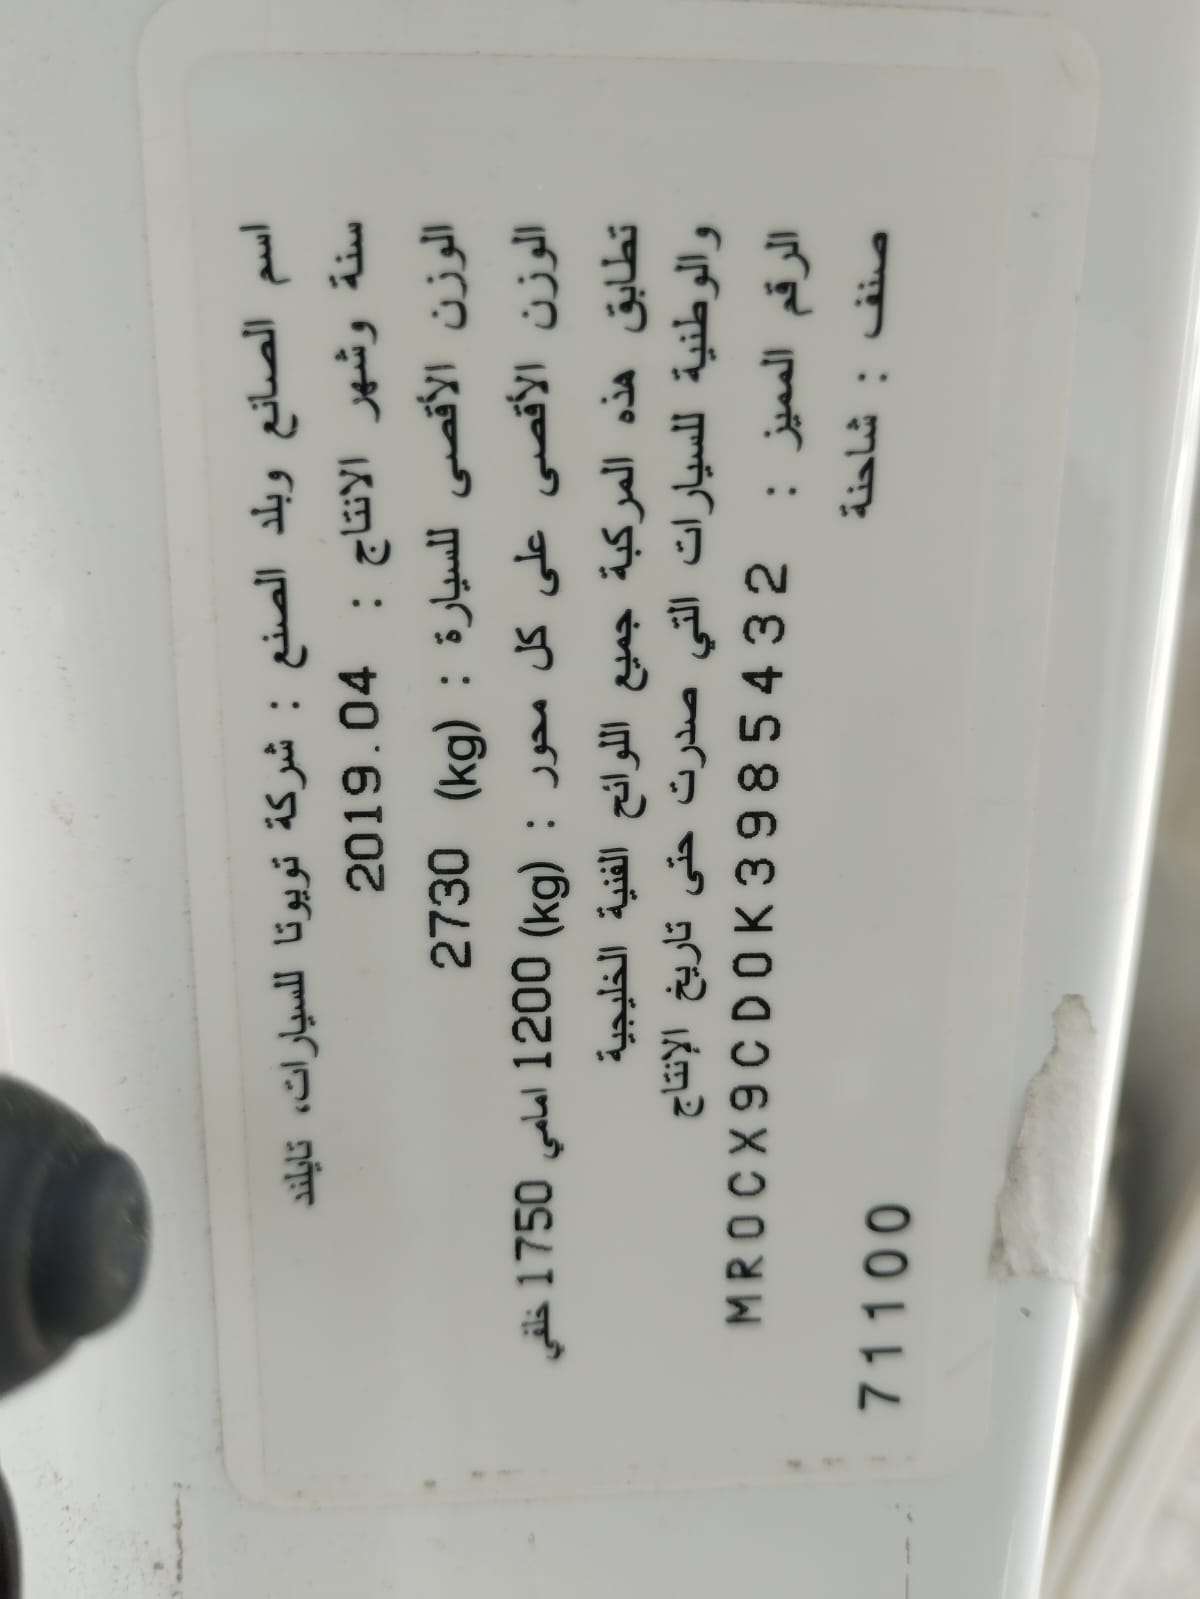 اسم الصانع وبلد الصنع : شركة تويوتا للسيارات، تايلند
سنة وشهر الانتاج : 2019.04
الوزن الأقصى للسيارة : (kg) 2730
الوزن الأقصى على كل محور : (kg) 1200 امامي 1750 خلفي
تطابق هذه المركبة جميع اللوائح الفنية الخليجية
والوطنية للسيارات التي صدرت حتى تاريخ الإنتاج
الرقم المميز : MR0CX9CD0K3985432
صنف : شاحنة 71100